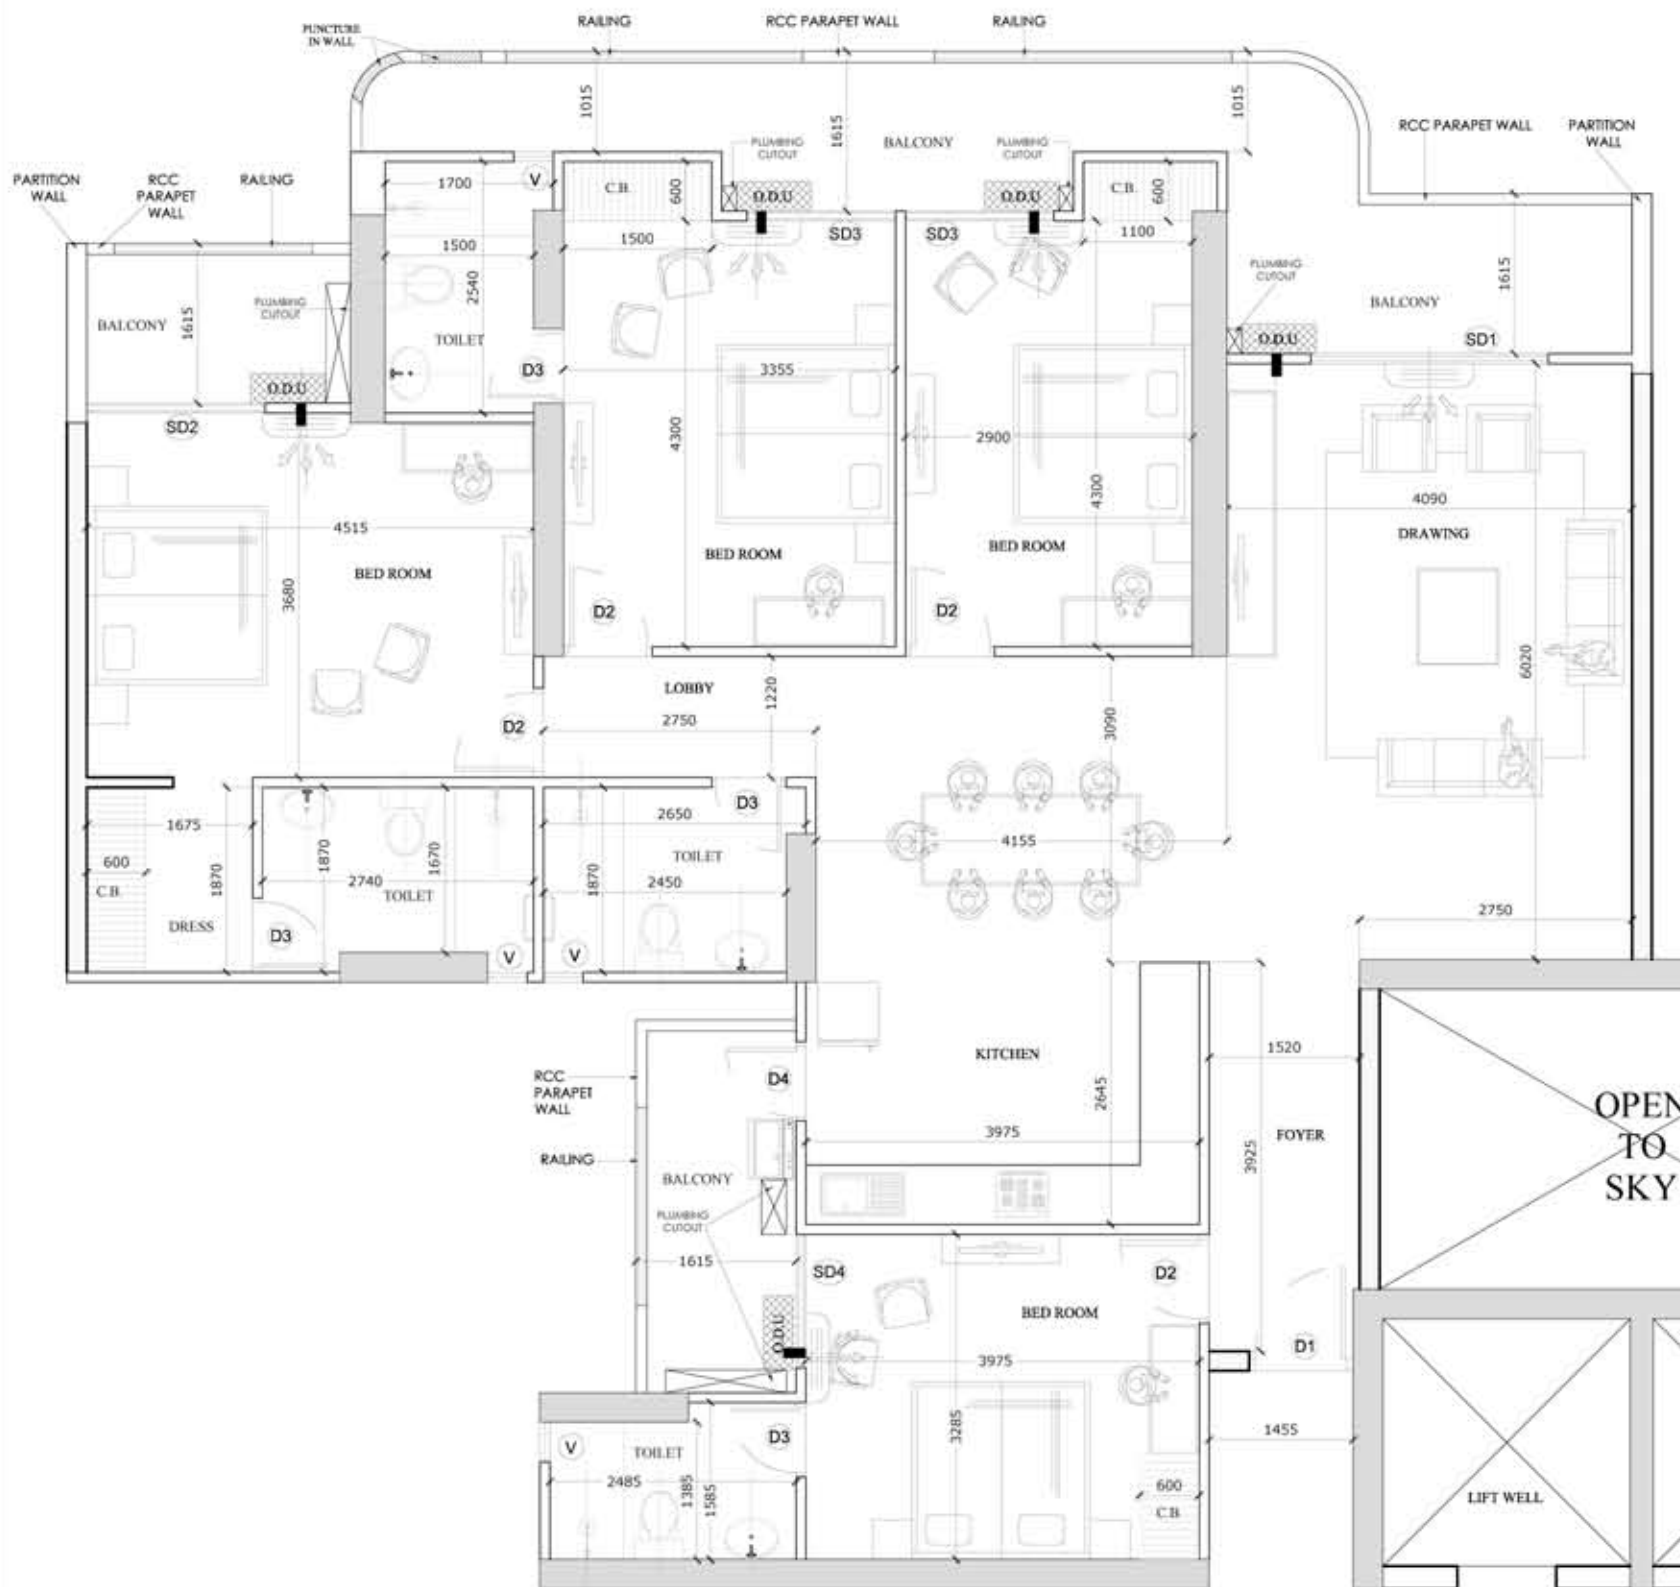 PUNCTURE
IN WALL
RAILING
RCC PARAPET WALL
RAILING
1015
1615
1015
RCC PARAPET WALL
PARTITION
WALL
PARTITION
WALL
RCC
PARAPET
WALL
RAILING
PLUMBING
CUTOUT
BALCONY
PLUMBING
CUTOUT
1700
V
C.B.
600
O.D.U
O.D.U
C.B.
600
1500
2540
1500
SD3
SD3
1100
PLUMBING
CUTOUT
1615
BALCONY
PLUMBING
CUTOUT
BALCONY
1615
TOILET
O.D.U
SD1
D3
3355
O.D.U
SD2
4300
2900
4300
4090
4515
DRAWING
BED ROOM
BED ROOM
BED ROOM
3680
D2
D2
6020
LOBBY
1220
2750
D2
3090
1675
2650
D3
600
C.B.
1870
1870
1670
2740
TOILET
1870
TOILET
2450
4155
DRESS
D3
V
V
2750
KITCHEN
1520
RCC
PARAPET
WALL
D4
2645
OPEN
TO
SKY
3975
FOYER
3925
RAILING
BALCONY
PLUMBING
CUTOUT
1615
SD4
D2
BED ROOM
O.D.U
D1
3975
3285
1455
V
TOILET
D3
2485
1385
1585
600
C.B
LIFT WELL